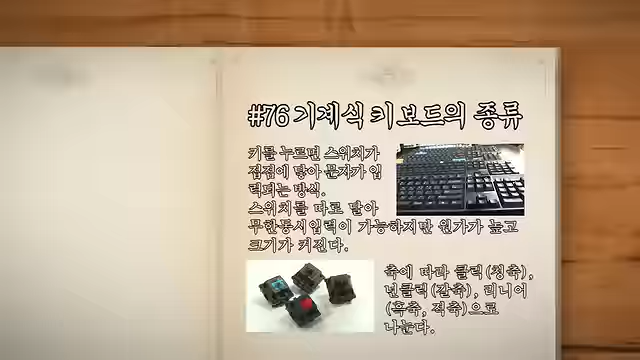 #76 기계식 키보드의 종류
키를 누르면 스위치가
접점에 닿아 문자가 입
력되는 방식.
스위치를 따로 달아
무한동시입력이 가능하지만 원가가 높고
크기가 커진다.
축에 따라 클릭(청축),
넌클릭(갈축), 리니어
(흑축, 적축)으로
나눈다.